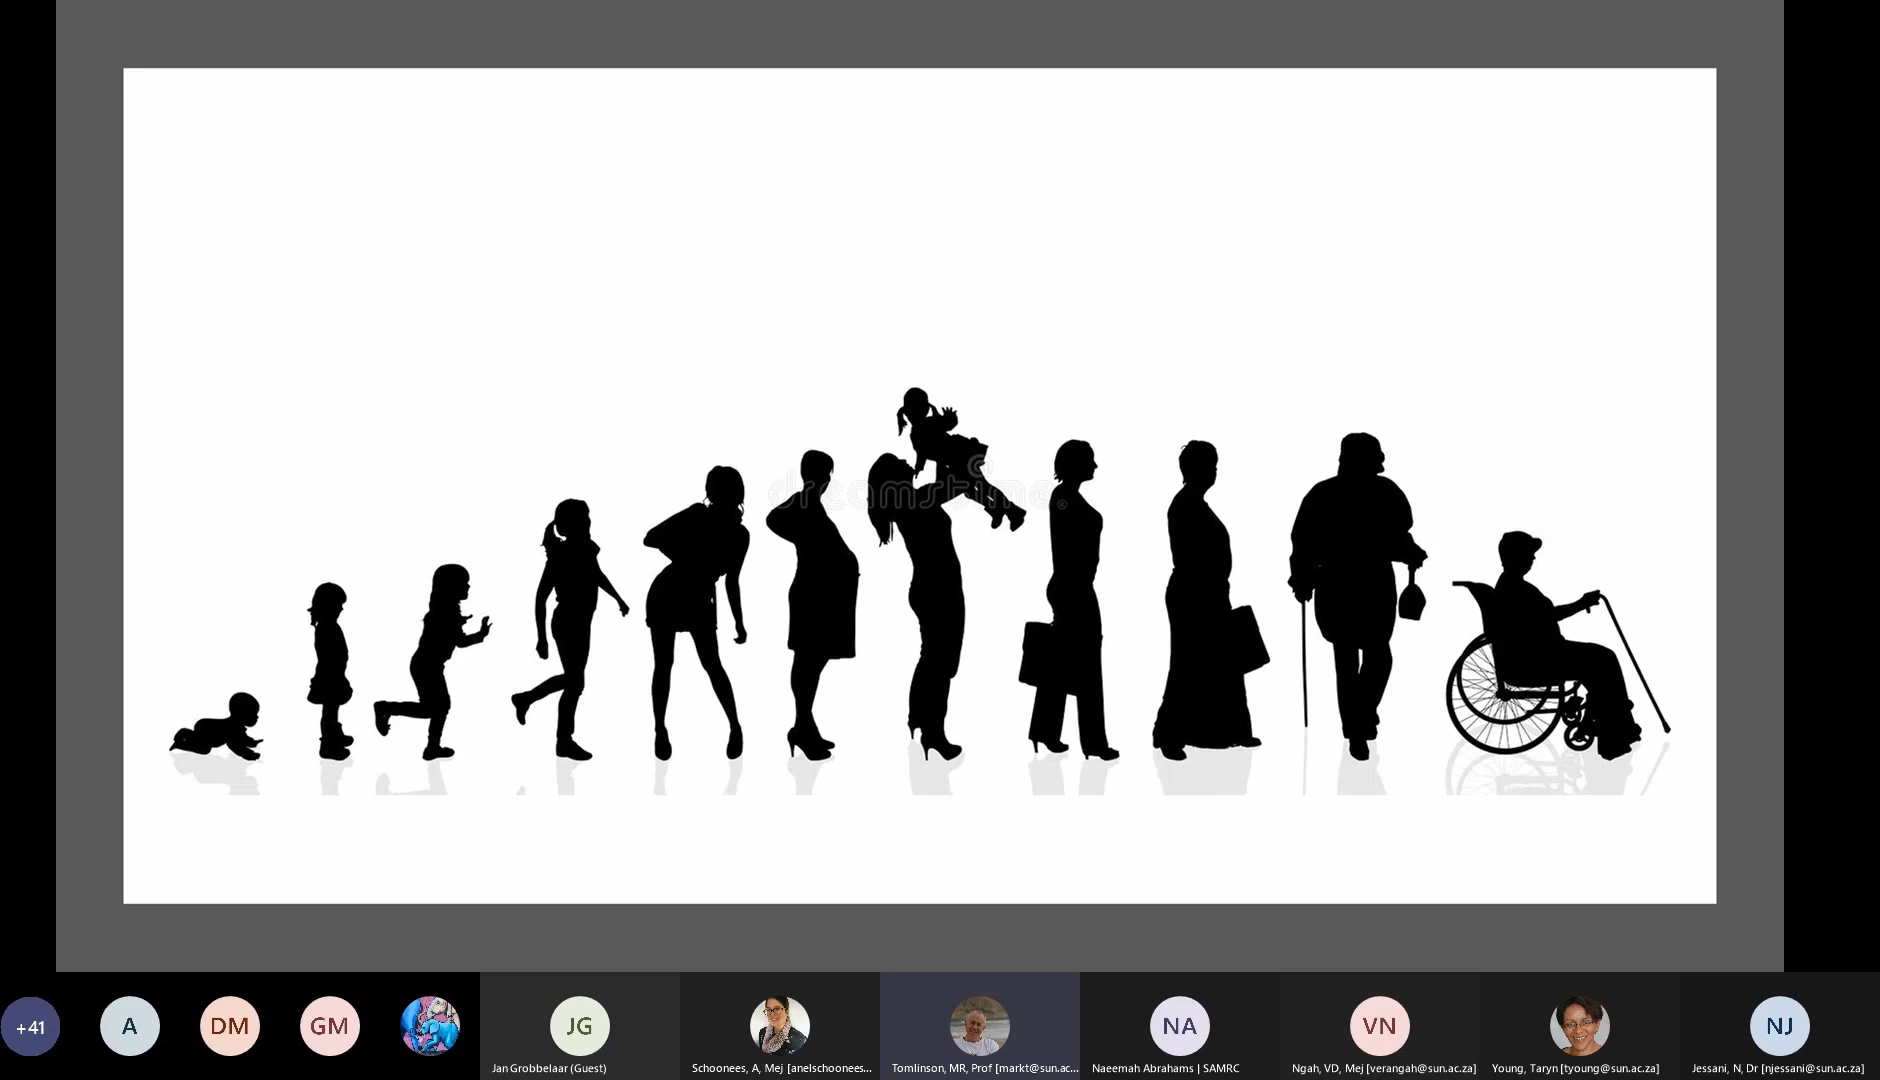 dreamstime®
+41
A
DM
GM
JG
NA
VN
NJ
Jan Grobbelaar (Guest)
Schoonees, A, Mej [anelschoonees...
Tomlinson, MR, Prof [markt@sun.ac...
Naeemah Abrahams | SAMRC
Ngah, VD, Mej [verangah@sun.ac.za]
Young, Taryn [tyoung@sun.ac.za]
Jessani, N, Dr [njessani@sun.ac.za]